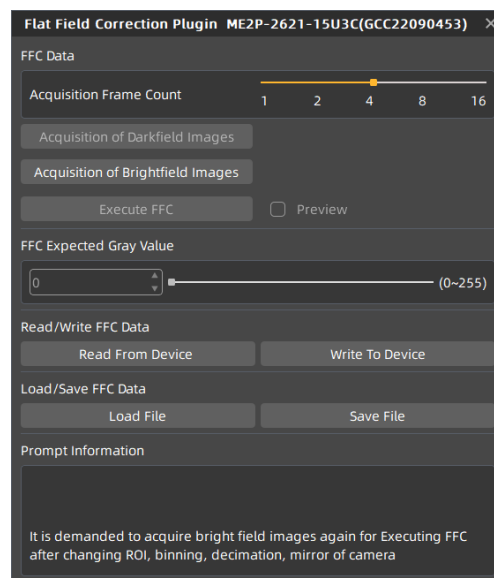 Flat Field Correction Plugin ME2P-2621-15U3C(GCC22090453) ×
FFC Data
Acquisition Frame Count
1 2 4 8 16
Acquisition of Darkfield Images
Acquisition of Brightfield Images
Execute FFC Preview
FFC Expected Gray Value
0 (0~255)
Read/Write FFC Data
Read From Device Write To Device
Load/Save FFC Data
Load File Save File
Prompt Information
It is demanded to acquire bright field images again for Executing FFC
after changing ROI, binning, decimation, mirror of camera